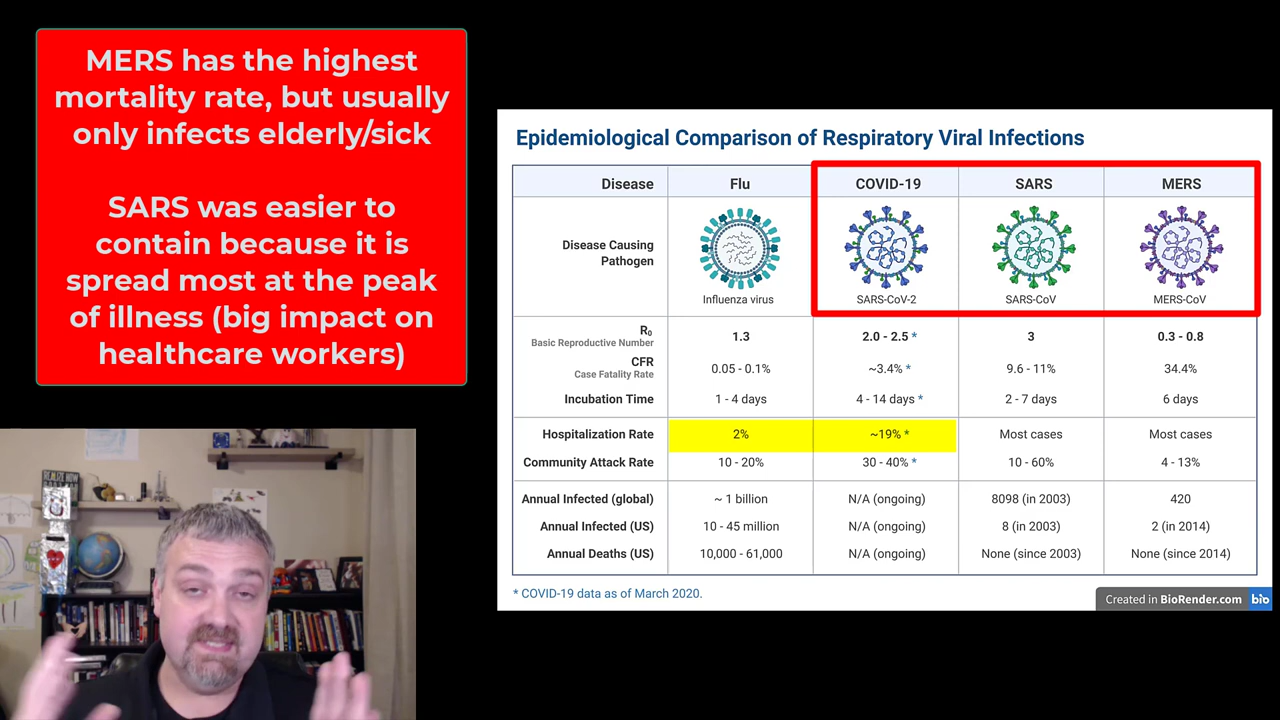 MERS has the highest
mortality rate, but usually
only infects elderly/sick
SARS was easier to
contain because it is
spread most at the peak
of illness (big impact on
healthcare workers)
Epidemiological Comparison of Respiratory Viral Infections
Disease Flu COVID-19 SARS MERS
Disease Causing
Pathogen
Influenza virus SARS-CoV-2 SARS-CoV MERS-CoV
R₀
Basic Reproductive Number 1.3 2.0 - 2.5 * 3 0.3 - 0.8
CFR
Case Fatality Rate 0.05 - 0.1% ~3.4% * 9.6 - 11% 34.4%
Incubation Time 1 - 4 days 4 - 14 days * 2 - 7 days 6 days
Hospitalization Rate 2% ~19% * Most cases Most cases
Community Attack Rate 10 - 20% 30 - 40% * 10 - 60% 4 - 13%
Annual Infected (global) ~ 1 billion N/A (ongoing) 8098 (in 2003) 420
Annual Infected (US) 10 - 45 million N/A (ongoing) 8 (in 2003) 2 (in 2014)
Annual Deaths (US) 10,000 - 61,000 N/A (ongoing) None (since 2003) None (since 2014)
* COVID-19 data as of March 2020.
Created in BioRender.com bio